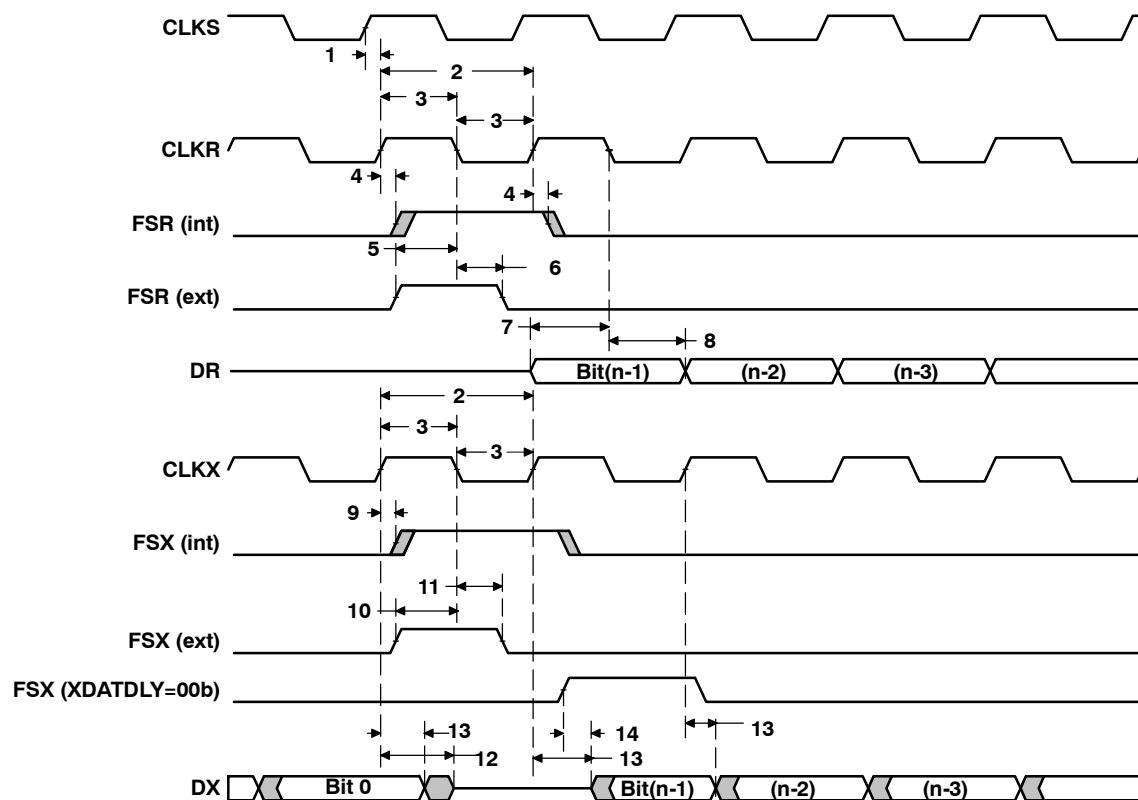 CLKS
1
2
3
3
CLKR
4
4
FSR (int)
5
6
FSR (ext)
7
8
DR
Bit(n-1)
(n-2)
(n-3)
2
3
3
CLKX
9
FSX (int)
11
10
FSX (ext)
FSX (XDATDLY=00b)
13
14
13
12
13
DX
Bit 0
Bit(n-1)
(n-2)
(n-3)